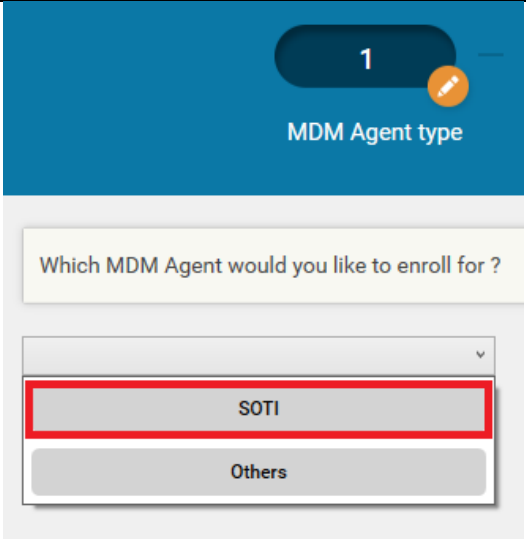 1
MDM Agent type
Which MDM Agent would you like to enroll for ?
SOTI
Others